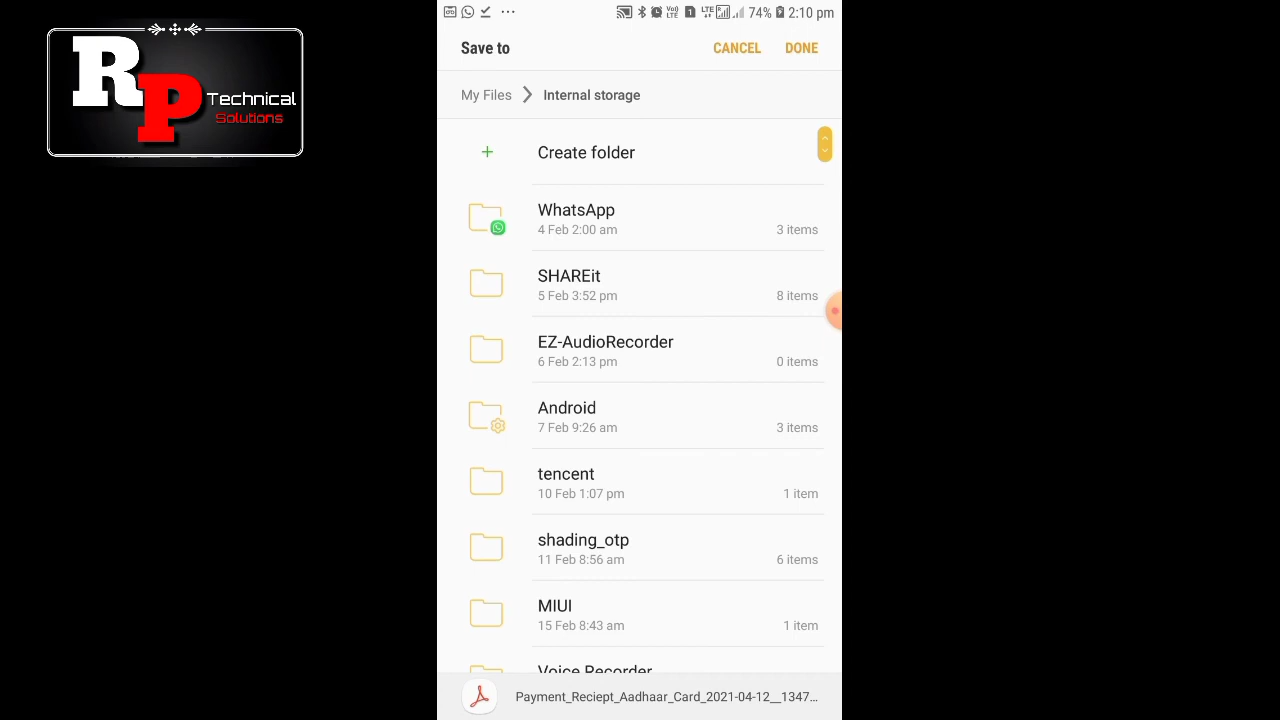 RP Technical
Solutions
74% 2:10 pm
Save to CANCEL DONE
My Files Internal storage
+ Create folder
WhatsApp
4 Feb 2:00 am 3 items
SHAREit
5 Feb 3:52 pm 8 items
EZ-AudioRecorder
6 Feb 2:13 pm 0 items
Android
7 Feb 9:26 am 3 items
tencent
10 Feb 1:07 pm 1 item
shading_otp
11 Feb 8:56 am 6 items
MIUI
15 Feb 8:43 am 1 item
Voice Recorder
Payment_Reciept_Aadhaar_Card_2021-04-12__1347...